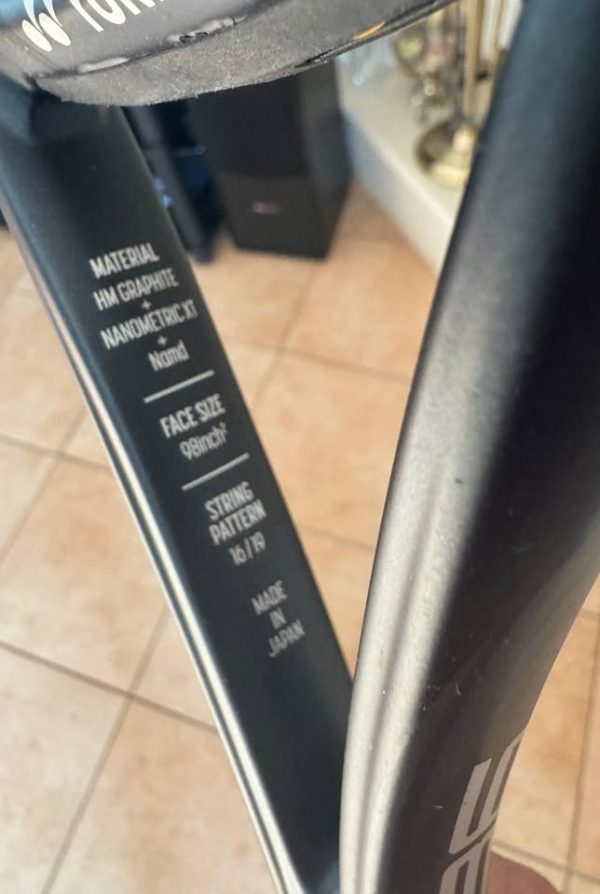 MATERIAL
HM GRAPHITE
+
NANOMETRIC XT
+
Namd
FACE SIZE
98inch²
STRING
PATTERN
16/19
MADE
IN
JAPAN